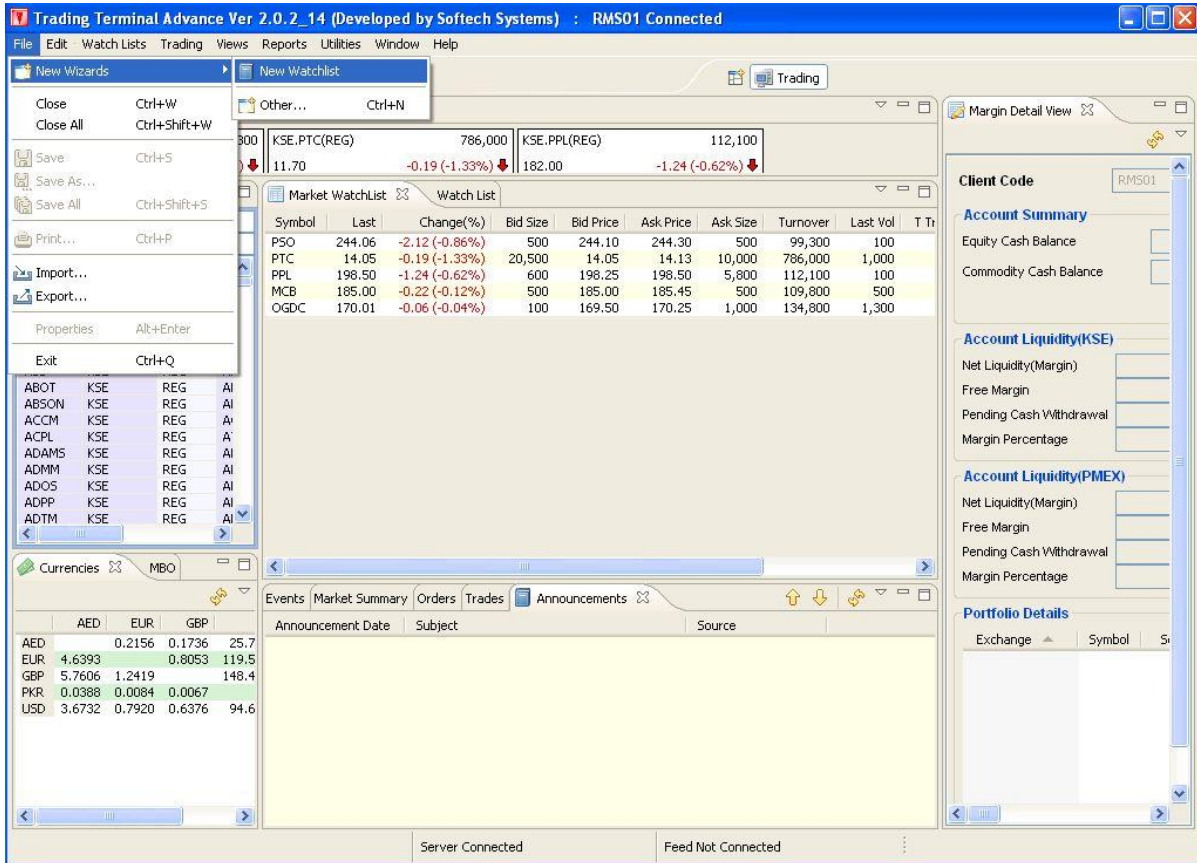 Trading Terminal Advance Ver 2.0.2_14 (Developed by Softech Systems) : RMS01 Connected
File Edit Watch Lists Trading Views Reports Utilities Window Help
New Wizards
New Watchlist
Other... Ctrl+N
Close Ctrl+W
Close All Ctrl+Shift+W
Save Ctrl+S
Save As...
Save All Ctrl+Shift+S
Print... Ctrl+P
Import...
Export...
Properties Alt+Enter
Exit Ctrl+Q
Trading
KSE.PTC(REG) 786,000 KSE.PPL(REG) 112,100
11.70 -0.19 (-1.33%) 182.00 -1.24 (-0.62%)
Market WatchList Watch List
Symbol Last Change(%) Bid Size Bid Price Ask Price Ask Size Turnover Last Vol T Tr
PSO 244.06 -2.12 (-0.86%) 500 244.10 244.30 500 99,300 100
PTC 14.05 -0.19 (-1.33%) 20,500 14.05 14.13 10,000 786,000 1,000
PPL 198.50 -1.24 (-0.62%) 600 198.25 198.50 5,800 112,100 100
MCB 185.00 -0.22 (-0.12%) 500 185.00 185.45 500 109,800 500
OGDC 170.01 -0.06 (-0.04%) 100 169.50 170.25 1,000 134,800 1,300
ABOT KSE REG
ABSON KSE REG
ACCM KSE REG
ACPL KSE REG
ADAMS KSE REG
ADMM KSE REG
ADOS KSE REG
ADPP KSE REG
ADTM KSE REG
Currencies MBO
AED EUR GBP
AED 0.2156 0.1736 25.7
EUR 4.6393 0.8053 119.5
GBP 5.7606 1.2419 148.4
PKR 0.0388 0.0084 0.0067
USD 3.6732 0.7920 0.6376 94.6
Events Market Summary Orders Trades Announcements
Announcement Date Subject Source
Margin Detail View
Client Code RMS01
Account Summary
Equity Cash Balance
Commodity Cash Balance
Account Liquidity(KSE)
Net Liquidity(Margin)
Free Margin
Pending Cash Withdrawal
Margin Percentage
Account Liquidity(PMEX)
Net Liquidity(Margin)
Free Margin
Pending Cash Withdrawal
Margin Percentage
Portfolio Details
Exchange Symbol
Server Connected Feed Not Connected